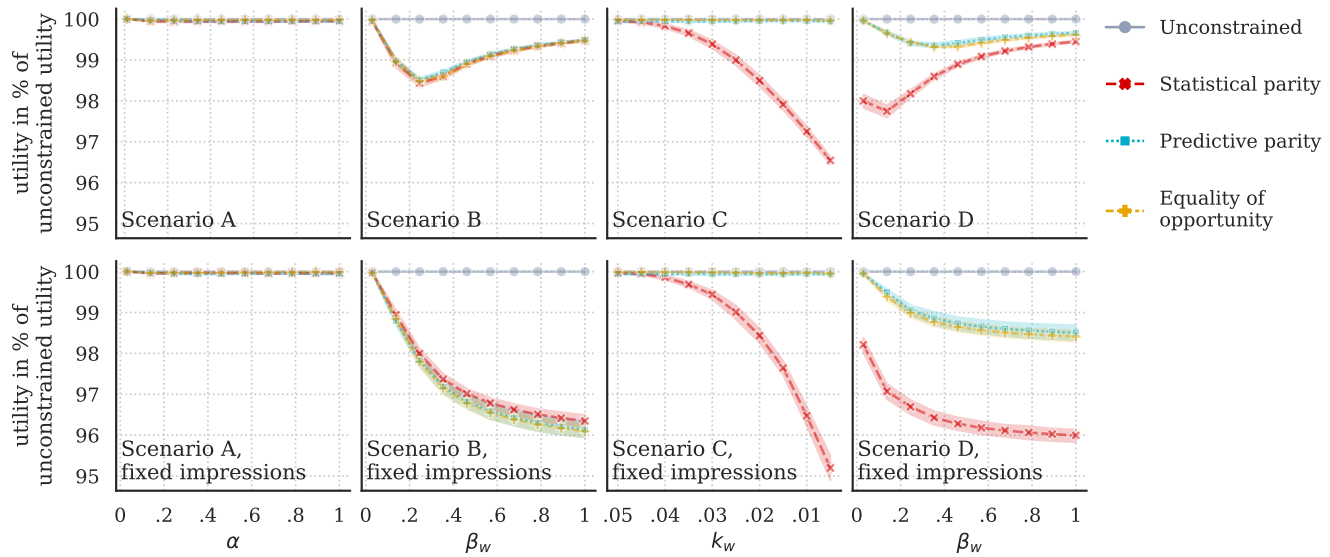 utility in % of
unconstrained utility
100
99
98
97
96
95
Scenario A
Scenario B
Scenario C
Scenario D
Unconstrained
Statistical parity
Predictive parity
Equality of
opportunity
utility in % of
unconstrained utility
100
99
98
97
96
95
Scenario A,
fixed impressions
Scenario B,
fixed impressions
Scenario C,
fixed impressions
Scenario D,
fixed impressions
0 .2 .4 .6 .8 1
α
0 .2 .4 .6 .8 1
β_w
.05 .04 .03 .02 .01
k_w
0 .2 .4 .6 .8 1
β_w